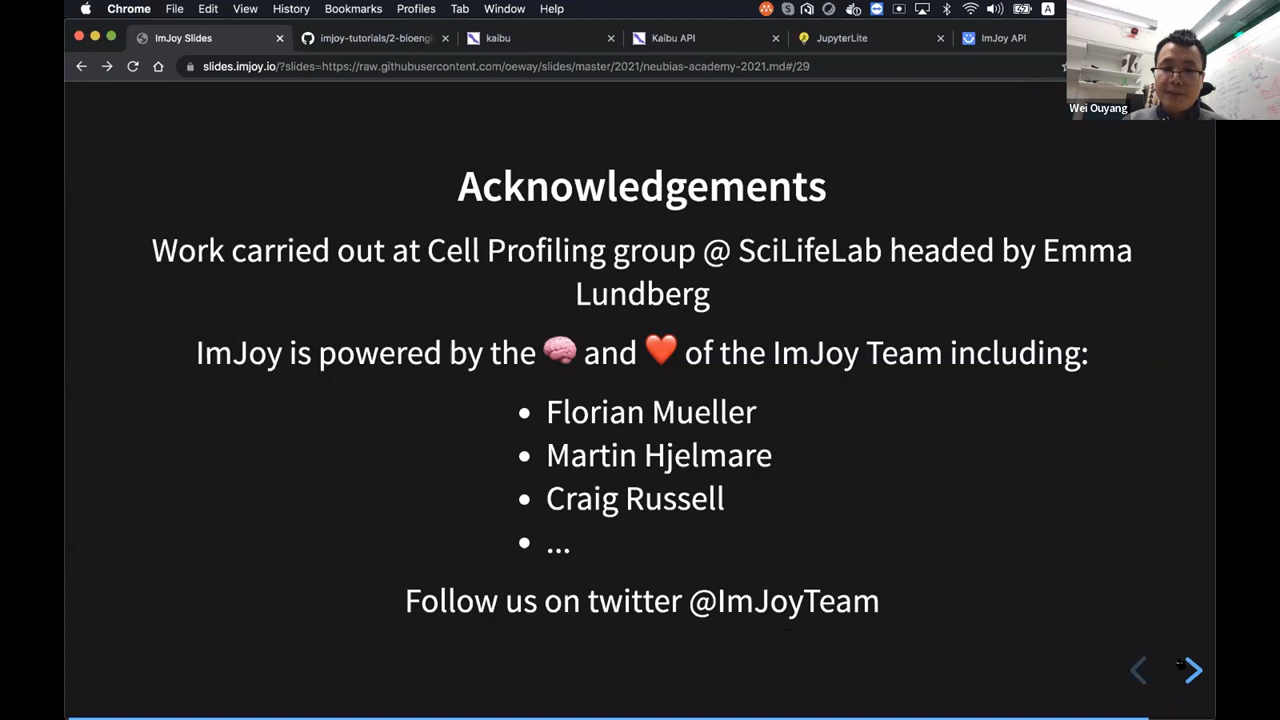 Chrome File Edit View History Bookmarks Profiles Tab Window Help
ImJoy Slides imjoy-tutorials/2-bioengi kaibu Kaibu API JupyterLite ImJoy API
slides.imjoy.io/?slides=https://raw.githubusercontent.com/oeway/slides/master/2021/neubias-academy-2021.md#/29
Wei Ouyang
Acknowledgements
Work carried out at Cell Profiling group @ SciLifeLab headed by Emma
Lundberg
ImJoy is powered by the 🧠 and ❤️ of the ImJoy Team including:
• Florian Mueller
• Martin Hjelmare
• Craig Russell
• ...
Follow us on twitter @ImJoyTeam